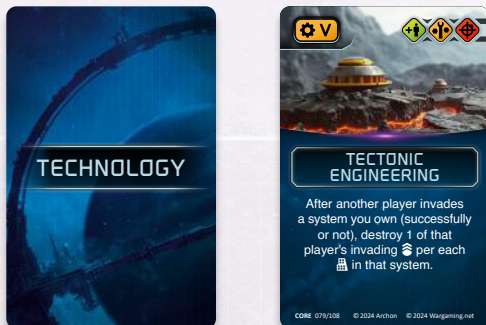 TECHNOLOGY
V
TECTONIC
ENGINEERING
After another player invades
a system you own (successfully
or not), destroy 1 of that
player's invading per each
in that system.
CORE 079/108 © 2024 Archon © 2024 Wargaming.net